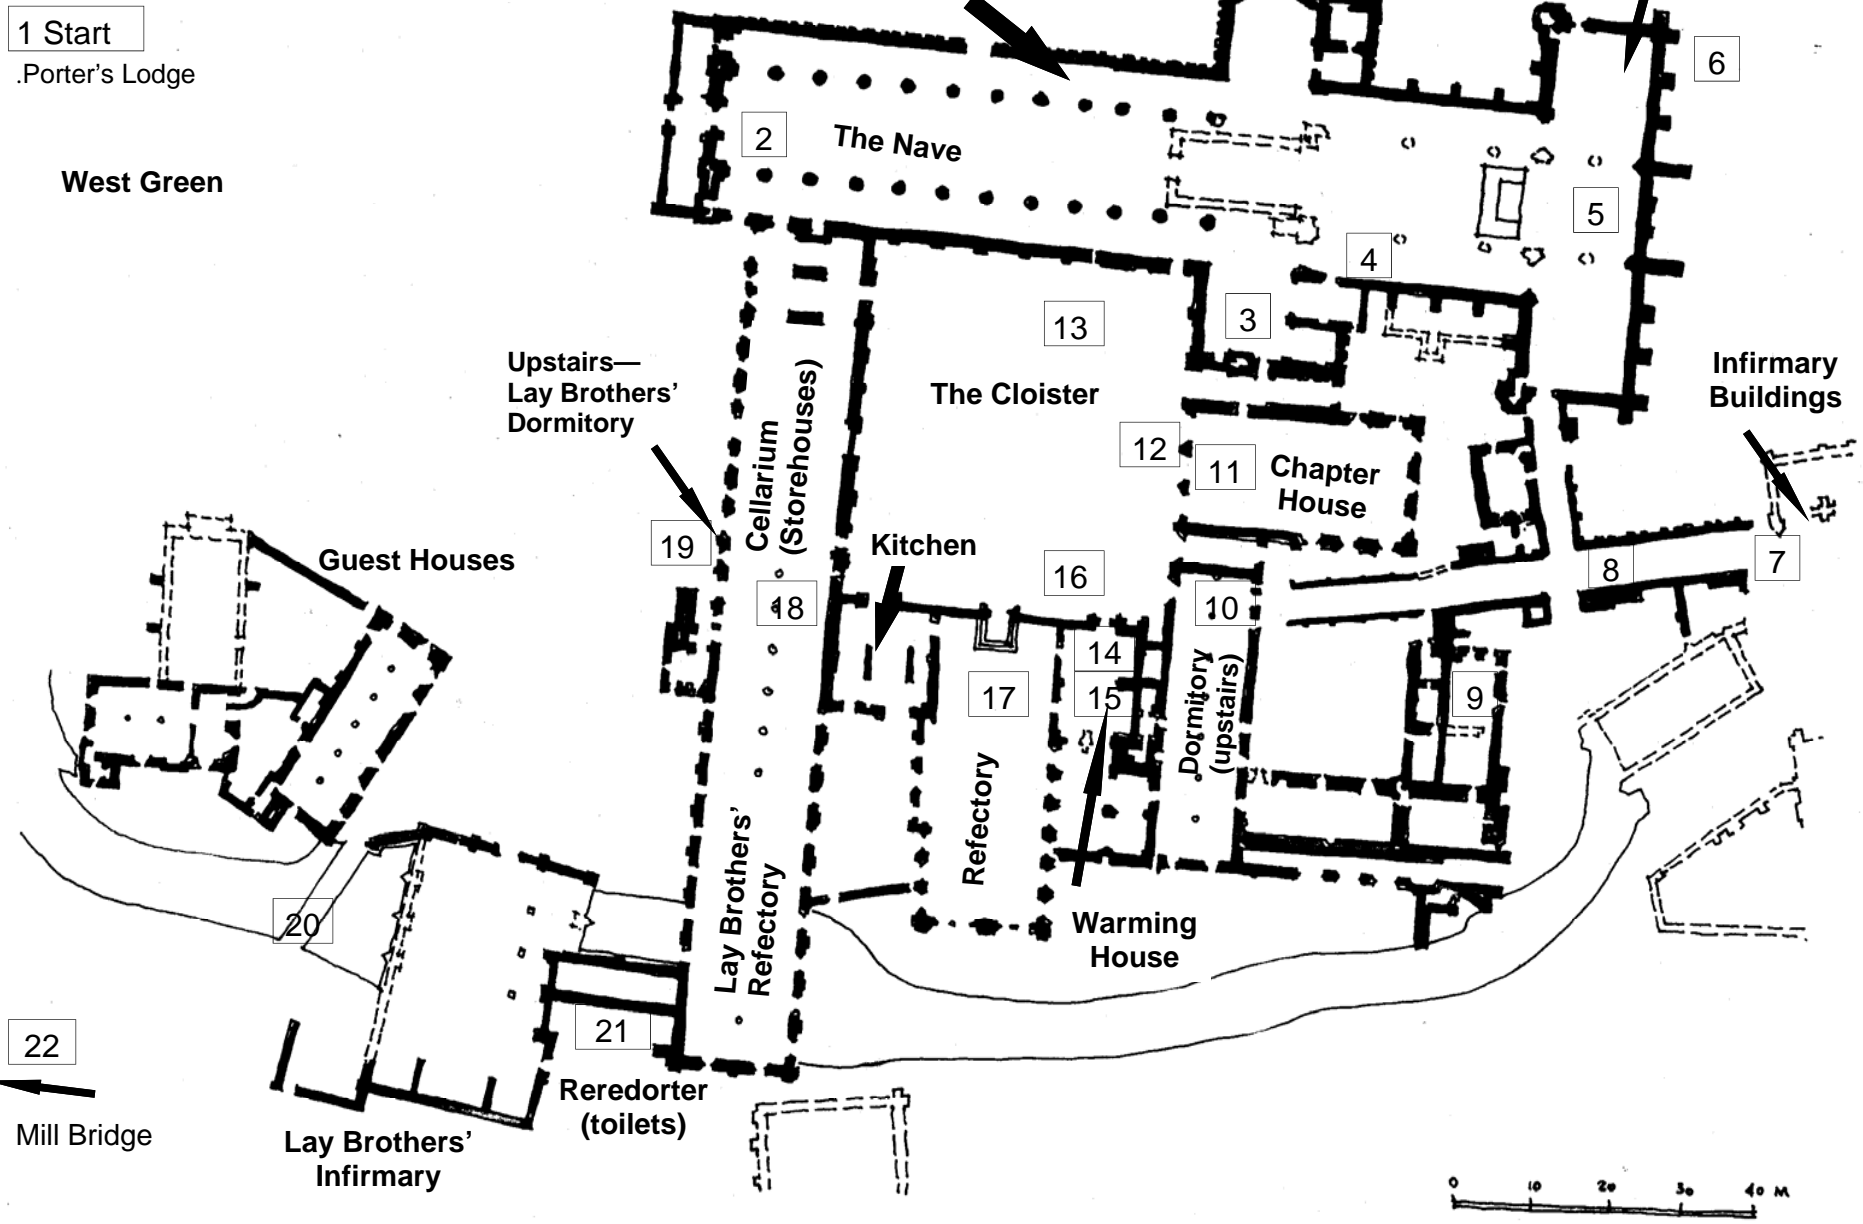 1 Start
.Porter’s Lodge
6
2
The Nave
West Green
5
4
3
13
Upstairs—
Lay Brothers’
Dormitory
Infirmary
Buildings
The Cloister
Cellarium
(Storehouses)
12
11
Chapter
House
19
Kitchen
Guest Houses
16
8
7
18
10
14
15
17
9
Dormitory
(upstairs)
Refectory
Lay Brothers’
Refectory
20
Warming
House
21
22
Reredorter
(toilets)
Mill Bridge
Lay Brothers’
Infirmary
0 10 20 30 40 M